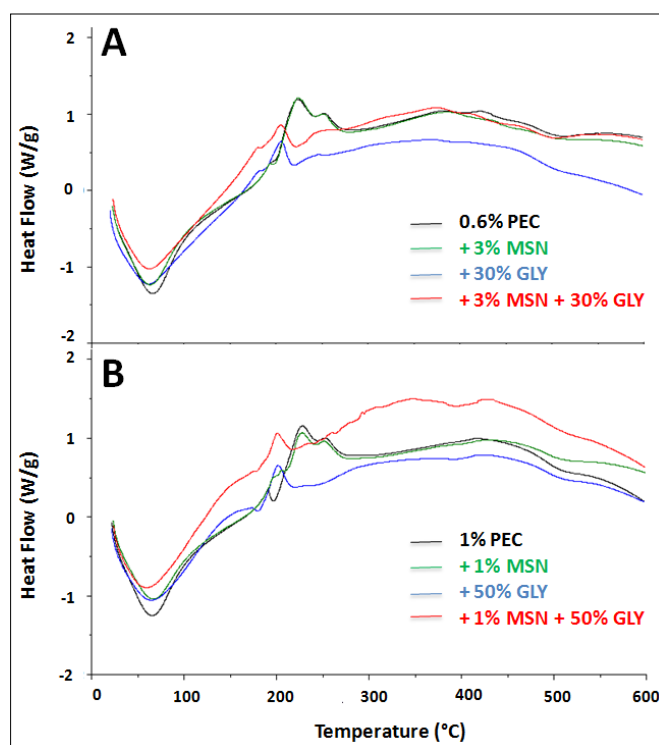 A
2
1
0
-1
-2
Heat Flow (W/g)
0.6% PEC
+ 3% MSN
+ 30% GLY
+ 3% MSN + 30% GLY
B
2
1
0
-1
-2
Heat Flow (W/g)
1% PEC
+ 1% MSN
+ 50% GLY
+ 1% MSN + 50% GLY
0 100 200 300 400 500 600
Temperature (°C)